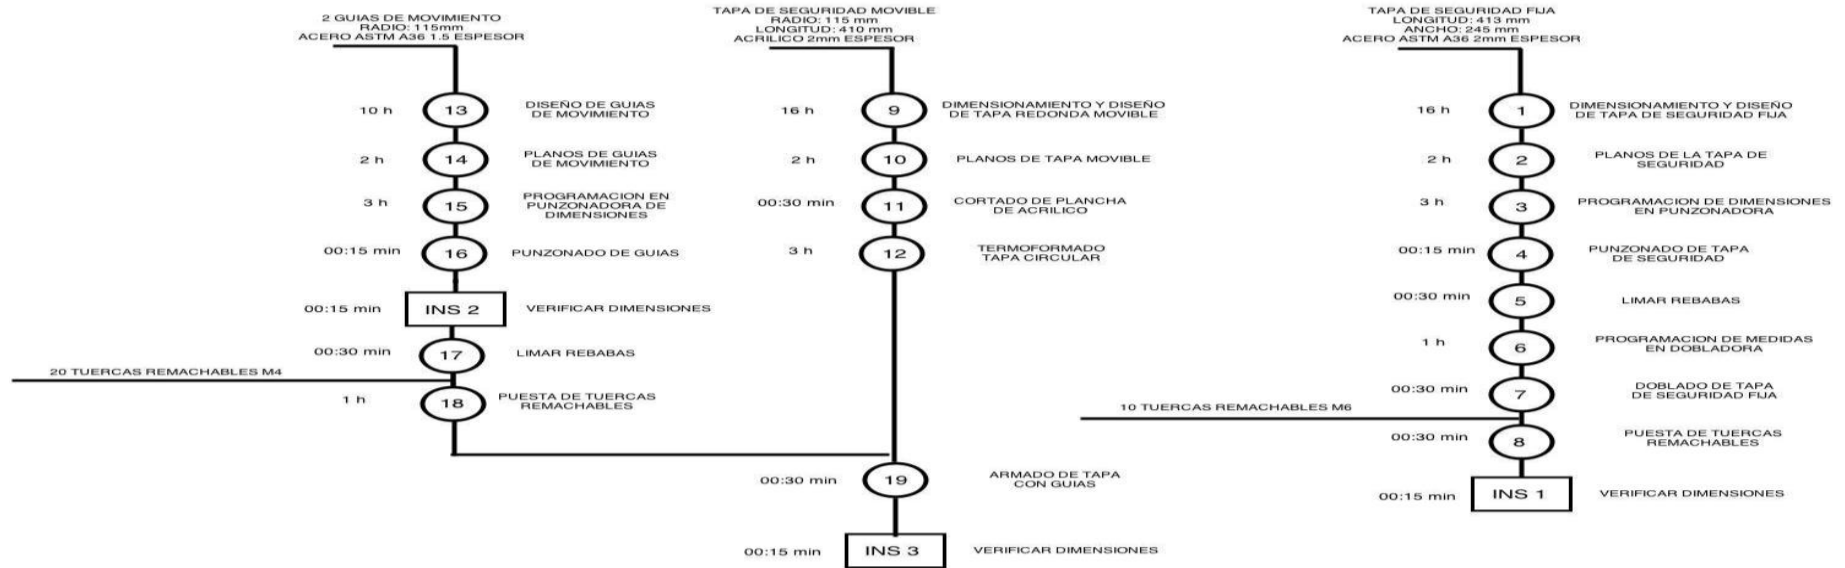 2 GUIAS DE MOVIMIENTO
RADIO: 115mm
ACERO ASTM A36 1.5 ESPESOR
10 h
13
DISEÑO DE GUIAS
DE MOVIMIENTO
2 h
14
PLANOS DE GUIAS
DE MOVIMIENTO
3 h
15
PROGRAMACION EN
PUNZONADORA DE
DIMENSIONES
00:15 min
16
PUNZONADO DE GUIAS
00:15 min
INS 2
VERIFICAR DIMENSIONES
00:30 min
17
LIMAR REBABAS
20 TUERCAS REMACHABLES M4
1 h
18
PUESTA DE TUERCAS
REMACHABLES
TAPA DE SEGURIDAD MOVIBLE
RADIO: 115 mm
LONGITUD: 410 mm
ACRILICO 2mm ESPESOR
16 h
9
DIMENSIONAMIENTO Y DISEÑO
DE TAPA REDONDA MOVIBLE
2 h
10
PLANOS DE TAPA MOVIBLE
00:30 min
11
CORTADO DE PLANCHA
DE ACRILICO
3 h
12
TERMOFORMADO
TAPA CIRCULAR
00:30 min
19
ARMADO DE TAPA
CON GUIAS
00:15 min
INS 3
VERIFICAR DIMENSIONES
TAPA DE SEGURIDAD FIJA
LONGITUD: 413 mm
ANCHO: 245 mm
ACERO ASTM A36 2mm ESPESOR
16 h
1
DIMENSIONAMIENTO Y DISEÑO
DE TAPA DE SEGURIDAD FIJA
2 h
2
PLANOS DE LA TAPA DE
SEGURIDAD
3 h
3
PROGRAMACION DE DIMENSIONES
EN PUNZONADORA
00:15 min
4
PUNZONADO DE TAPA
DE SEGURIDAD
00:30 min
5
LIMAR REBABAS
1 h
6
PROGRAMACION DE MEDIDAS
EN DOBLADORA
00:30 min
7
DOBLADO DE TAPA
DE SEGURIDAD FIJA
10 TUERCAS REMACHABLES M6
00:30 min
8
PUESTA DE TUERCAS
REMACHABLES
00:15 min
INS 1
VERIFICAR DIMENSIONES